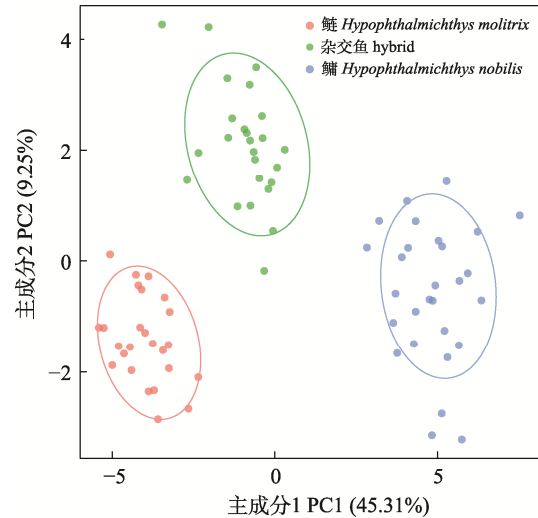 鲢 Hypophthalmichthys molitrix
杂交鱼 hybrid
鳙 Hypophthalmichthys nobilis
主成分2 PC2 (9.25%)
4
2
0
−2
−5
0
5
主成分1 PC1 (45.31%)